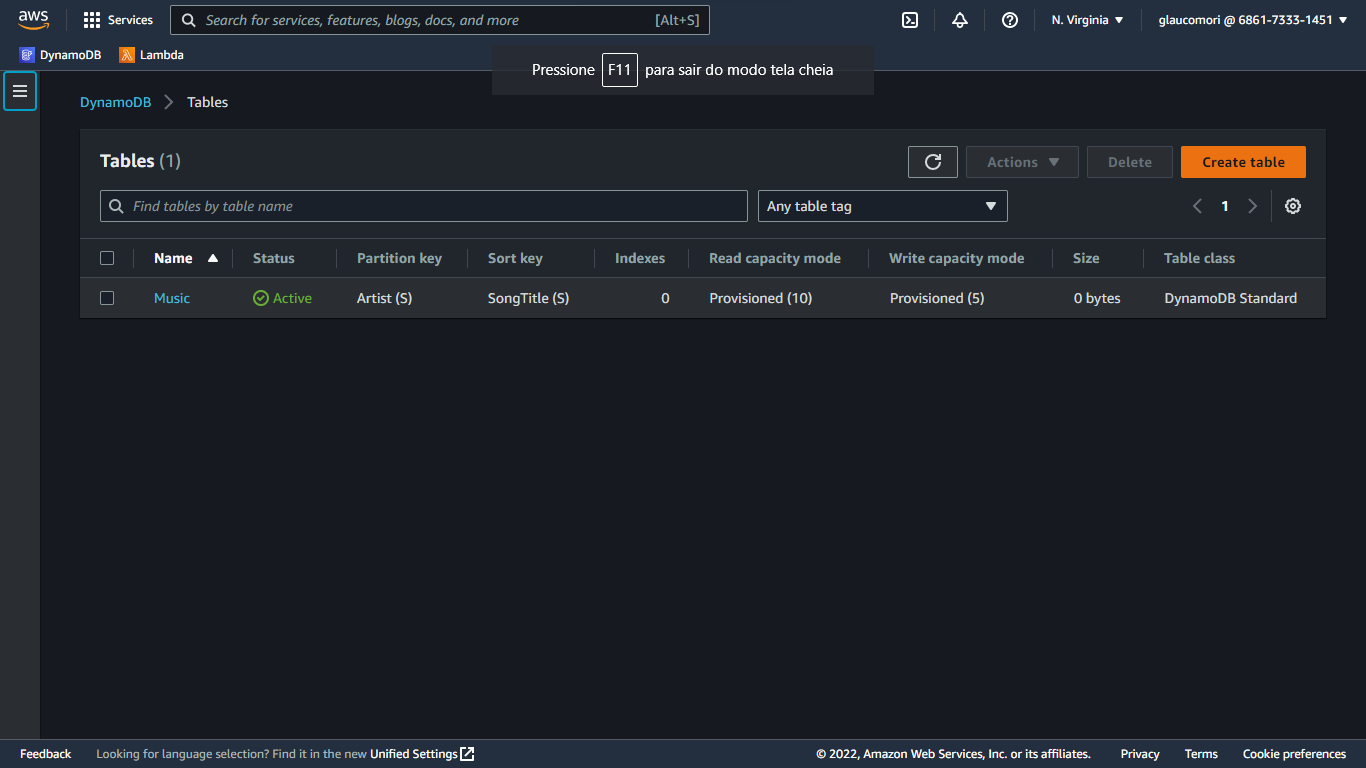 aws Services Search for services, features, blogs, docs, and more [Alt+S] N. Virginia glaucomori @ 6861-7333-1451
DynamoDB Lambda
Pressione F11 para sair do modo tela cheia
DynamoDB Tables
Tables (1)
Actions Delete Create table
Find tables by table name Any table tag 1
Name Status Partition key Sort key Indexes Read capacity mode Write capacity mode Size Table class
Music Active Artist (S) SongTitle (S) 0 Provisioned (10) Provisioned (5) 0 bytes DynamoDB Standard
Feedback Looking for language selection? Find it in the new Unified Settings © 2022, Amazon Web Services, Inc. or its affiliates. Privacy Terms Cookie preferences